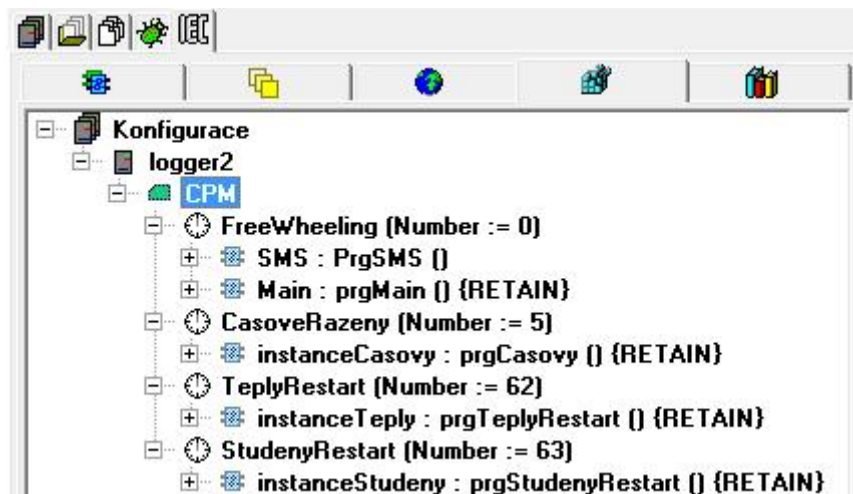 Konfigurace
logger2
CPM
FreeWheeling (Number := 0)
SMS : PrgSMS ()
Main : prgMain () {RETAIN}
CasoveRazeny (Number := 5)
instanceCasovy : prgCasovy () {RETAIN}
TeplyRestart (Number := 62)
instanceTeply : prgTeplyRestart () {RETAIN}
StudenyRestart (Number := 63)
instanceStudeny : prgStudenyRestart () {RETAIN}